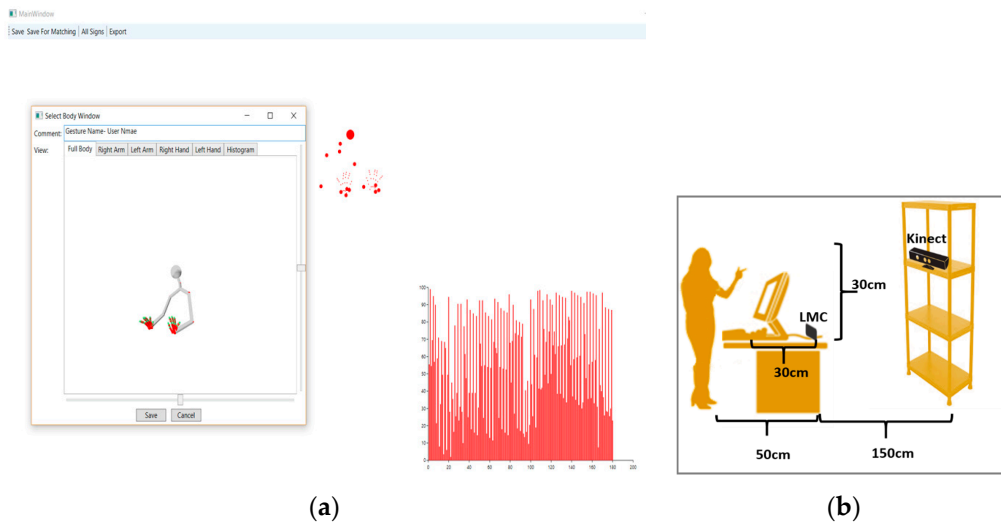 MainWindow
Save Save For Matching All Signs Export
Select Body Window
Comment: Gesture Name- User Nmae
View: Full Body Right Arm Left Arm Right Hand Left Hand Histogram
Save Cancel
100
90
80
70
60
50
40
30
20
10
0
0 20 40 60 80 100 120 140 160 180 200
(a)
Kinect
30cm
LMC
30cm
50cm 150cm
(b)